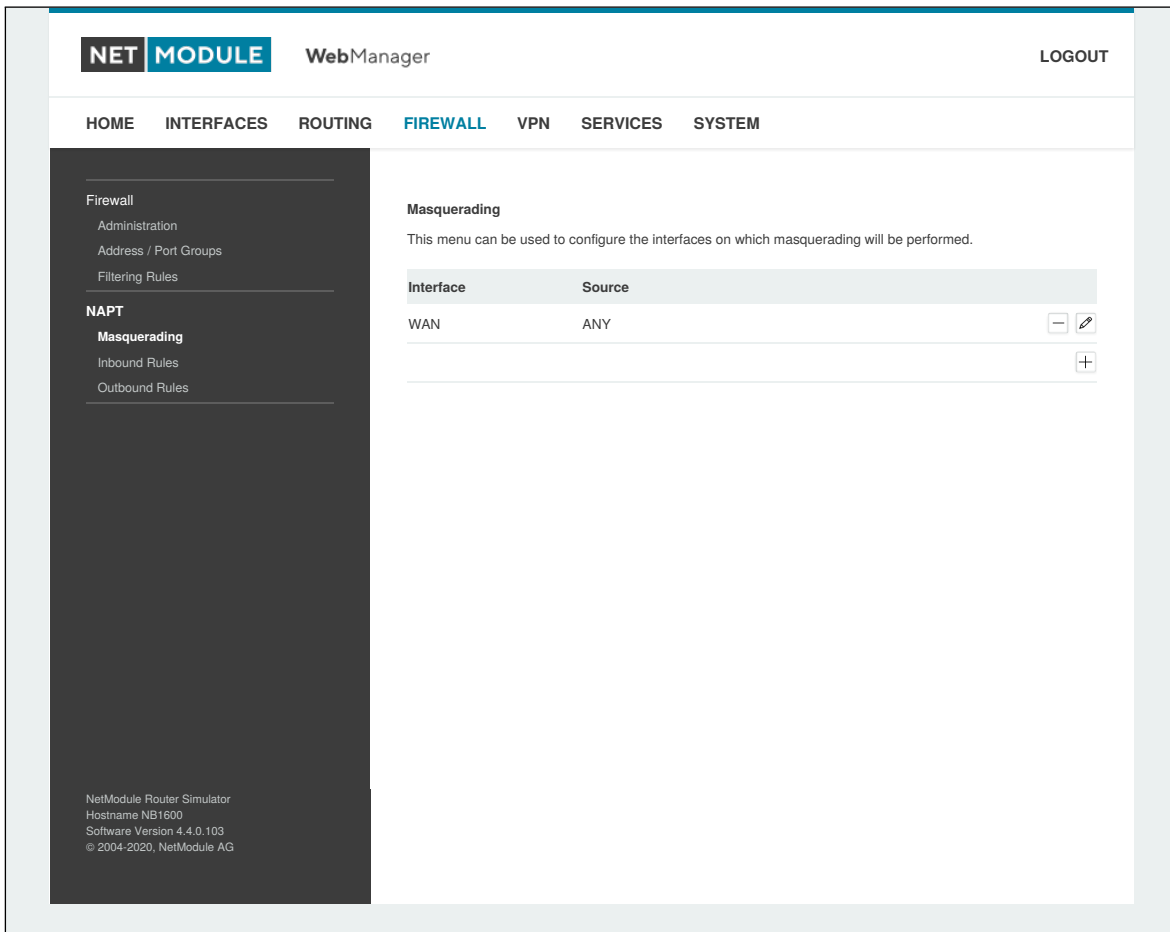 NET MODULE WebManager LOGOUT
HOME INTERFACES ROUTING FIREWALL VPN SERVICES SYSTEM
Firewall
Administration
Address / Port Groups
Filtering Rules
NAPT
Masquerading
Inbound Rules
Outbound Rules
Masquerading
This menu can be used to configure the interfaces on which masquerading will be performed.
Interface Source
WAN ANY
NetModule Router Simulator
Hostname NB1600
Software Version 4.4.0.103
© 2004-2020, NetModule AG